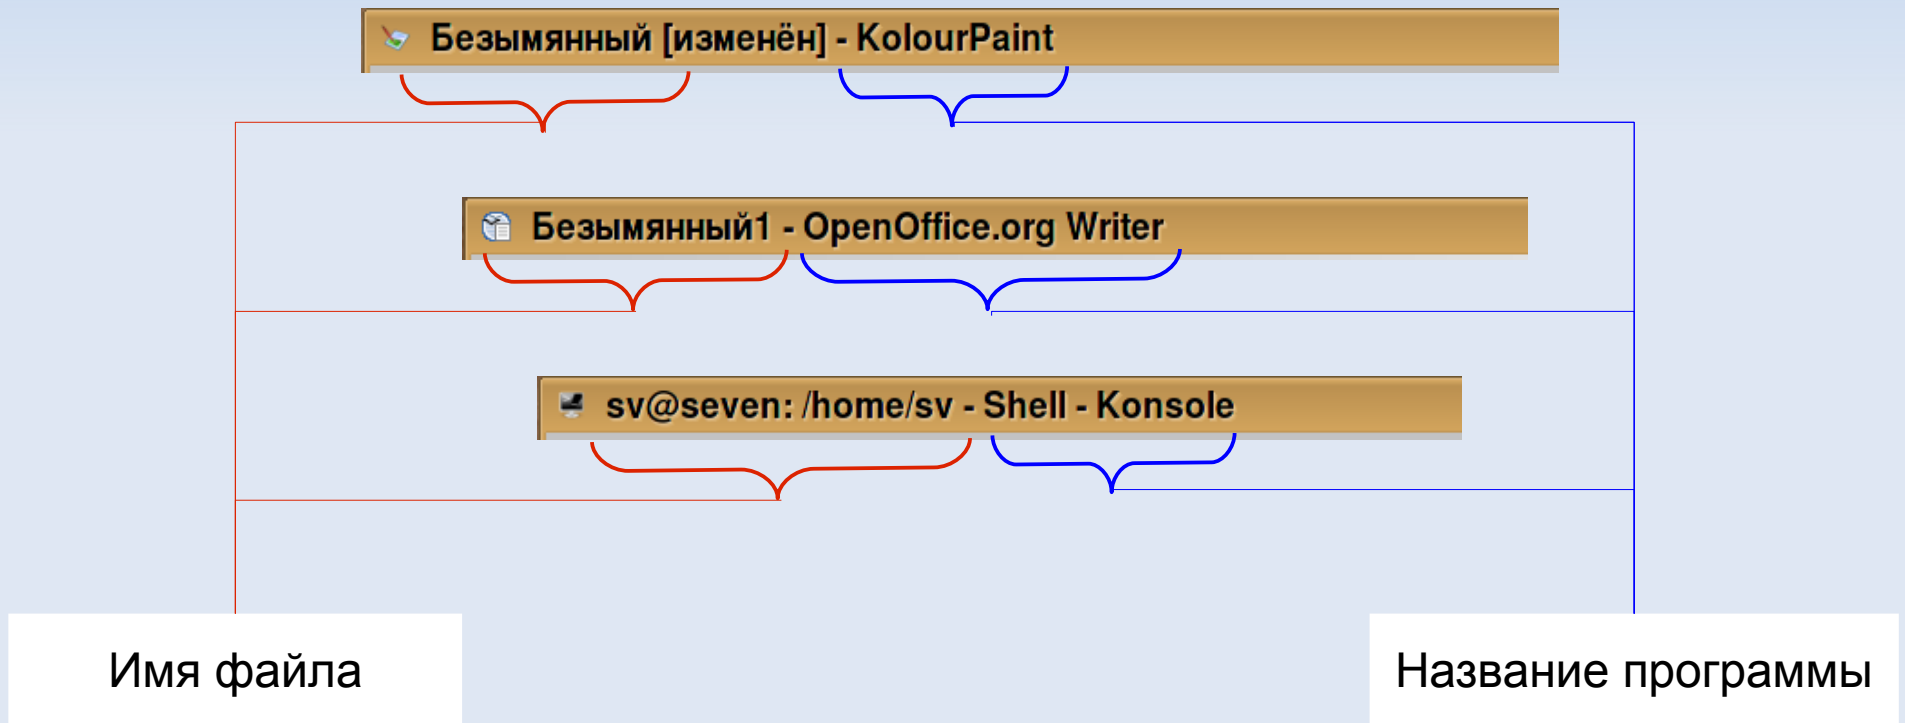 Безымянный [изменён] - KolourPaint
Безымянный1 - OpenOffice.org Writer
sv@seven: /home/sv - Shell - Konsole
Имя файла
Название программы